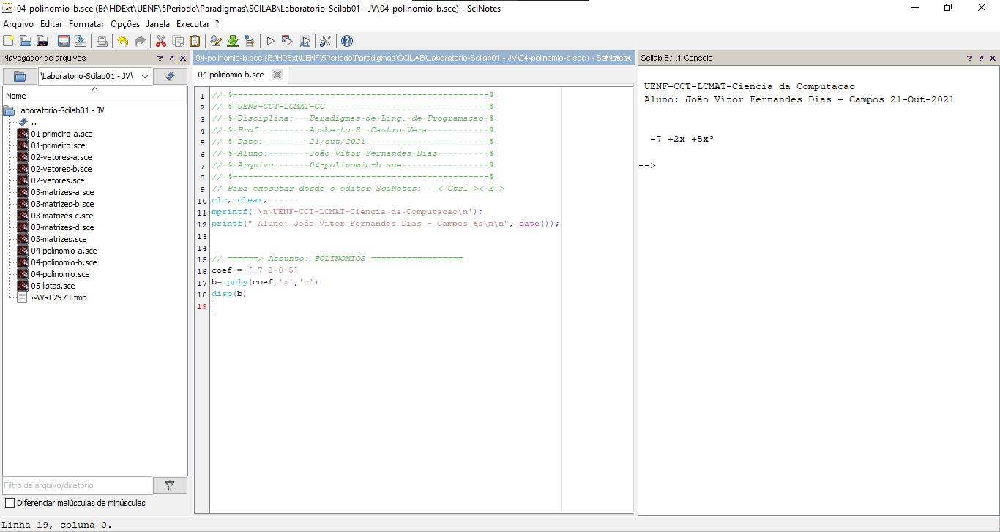 04-polinomio-b.sce (B:\HDExt\UENF\5Periodo\Paradigmas\SCILAB\Laboratorio-Scilab01 - JV\04-polinomio-b.sce) - SciNotes
Arquivo Editar Formatar Opções Janela Executar ?
Navegador de arquivos
\Laboratorio-Scilab01 - JV\
Nome
Laboratorio-Scilab01 - JV
..
01-primeiro-a.sce
01-primeiro.sce
02-vetores-a.sce
02-vetores-b.sce
02-vetores.sce
03-matrizes-a.sce
03-matrizes-b.sce
03-matrizes-c.sce
03-matrizes-d.sce
03-matrizes.sce
04-polinomio-a.sce
04-polinomio-b.sce
04-polinomio.sce
05-listas.sce
~WRL2973.tmp
Filtro de arquivo/diretório
Diferenciar maiúsculas de minúsculas
04-polinomio-b.sce (B:\HDExt\UENF\5Periodo\Paradigmas\SCILAB\Laboratorio-Scilab01 - JV\04-polinomio-b.sce) - SciNotes
04-polinomio-b.sce
1 // %--------------------------------------------------%
2 // % UENF-CCT-LCMAT-CC %
3 // % Disciplina: Paradigmas de Ling. de Programacao %
4 // % Prof.: Ausberto S. Castro Vera %
5 // % Date: 21/out/2021 %
6 // % Aluno: João Vítor Fernandes Dias %
7 // % Arquivo: 04-polinomio-b.sce %
8 // %--------------------------------------------------%
9 // Para executar desde o editor SciNotes: < Ctrl >< E >
10 clc; clear;
11 mprintf('\n UENF-CCT-LCMAT-Ciencia da Computacao\n');
12 printf(" Aluno: João Vítor Fernandes Dias - Campos %s\n\n", date());
13
14
15 // ======> Assunto: POLINOMIOS ==================
16 coef = [-7 2 0 5]
17 b= poly(coef,'x','c')
18 disp(b)
19
Scilab 6.1.1 Console
UENF-CCT-LCMAT-Ciencia da Computacao
Aluno: João Vítor Fernandes Dias - Campos 21-Out-2021
-7 +2x +5x³
-->
Linha 19, coluna 0.